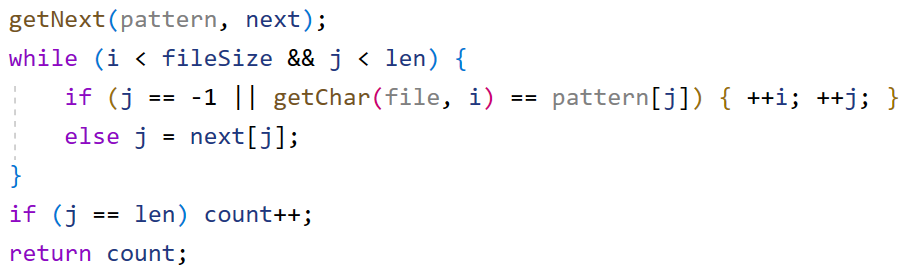 getNext(pattern, next);
while (i < fileSize && j < len) {
    if (j == -1 || getChar(file, i) == pattern[j]) { ++i; ++j; }
    else j = next[j];
}
if (j == len) count++;
return count;